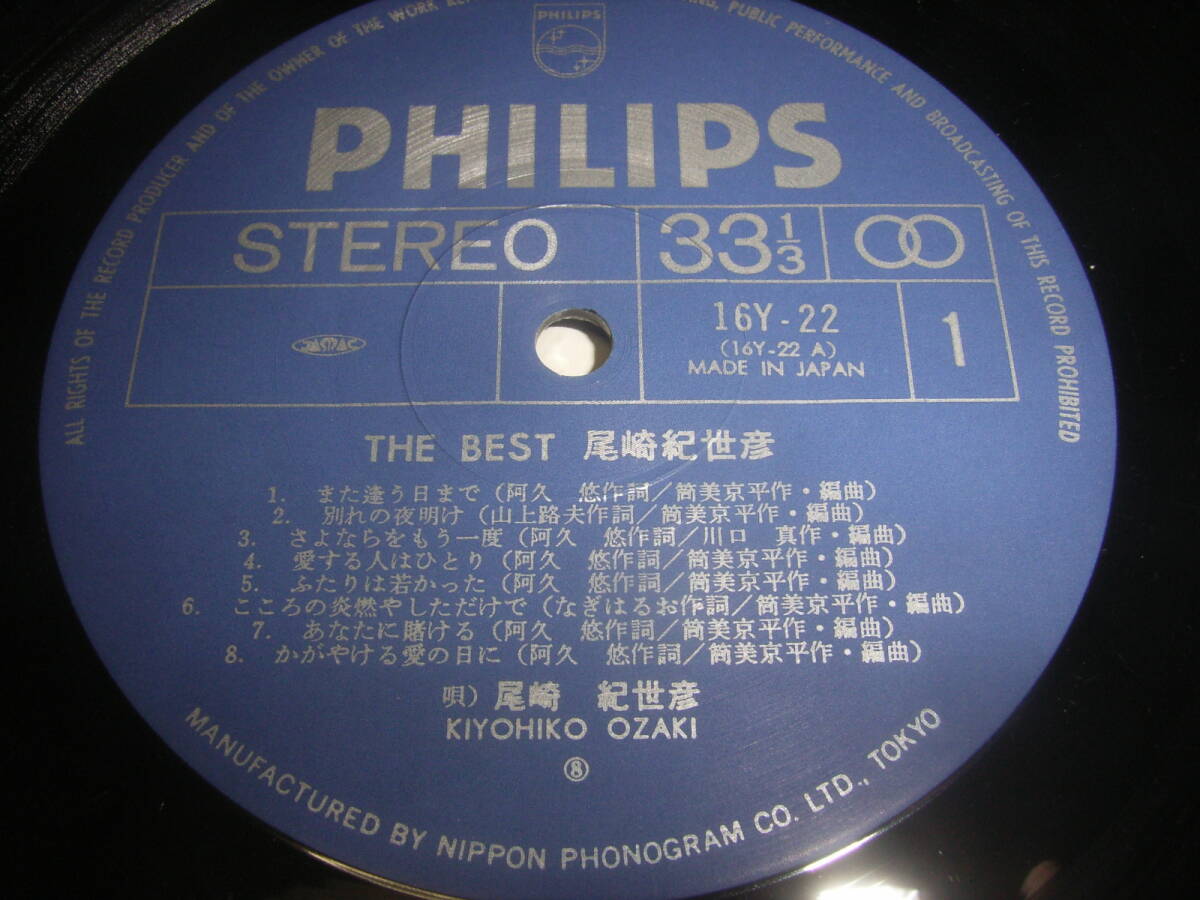 PHILIPS
ALL RIGHTS OF THE RECORD PRODUCER AND OF THE OWNER OF THE WORK
PUBLIC PERFORMANCE AND BROADCASTING OF THIS RECORD PROHIBITED
PHILIPS
STEREO 33 1/3
JASRAC
16Y-22
(16Y-22 A)
MADE IN JAPAN
1
THE BEST 尾崎紀世彦
1. また逢う日まで (阿久 悠作詞/筒美京平作・編曲)
2. 別れの夜明け (山上路夫作詞/筒美京平作・編曲)
3. さよならをもう一度 (阿久 悠作詞/川口 真作・編曲)
4. 愛する人はひとり (阿久 悠作詞/筒美京平作・編曲)
5. ふたりは若かった (阿久 悠作詞/筒美京平作・編曲)
6. こころの炎燃やしただけで (なぎはるお作詞/筒美京平作・編曲)
7. あなたに賭ける (阿久 悠作詞/筒美京平作・編曲)
8. かがやける愛の日に (阿久 悠作詞/筒美京平作・編曲)
唄) 尾崎 紀世彦
KIYOHIKO OZAKI
⑧
MANUFACTURED BY NIPPON PHONOGRAM CO. LTD., TOKYO